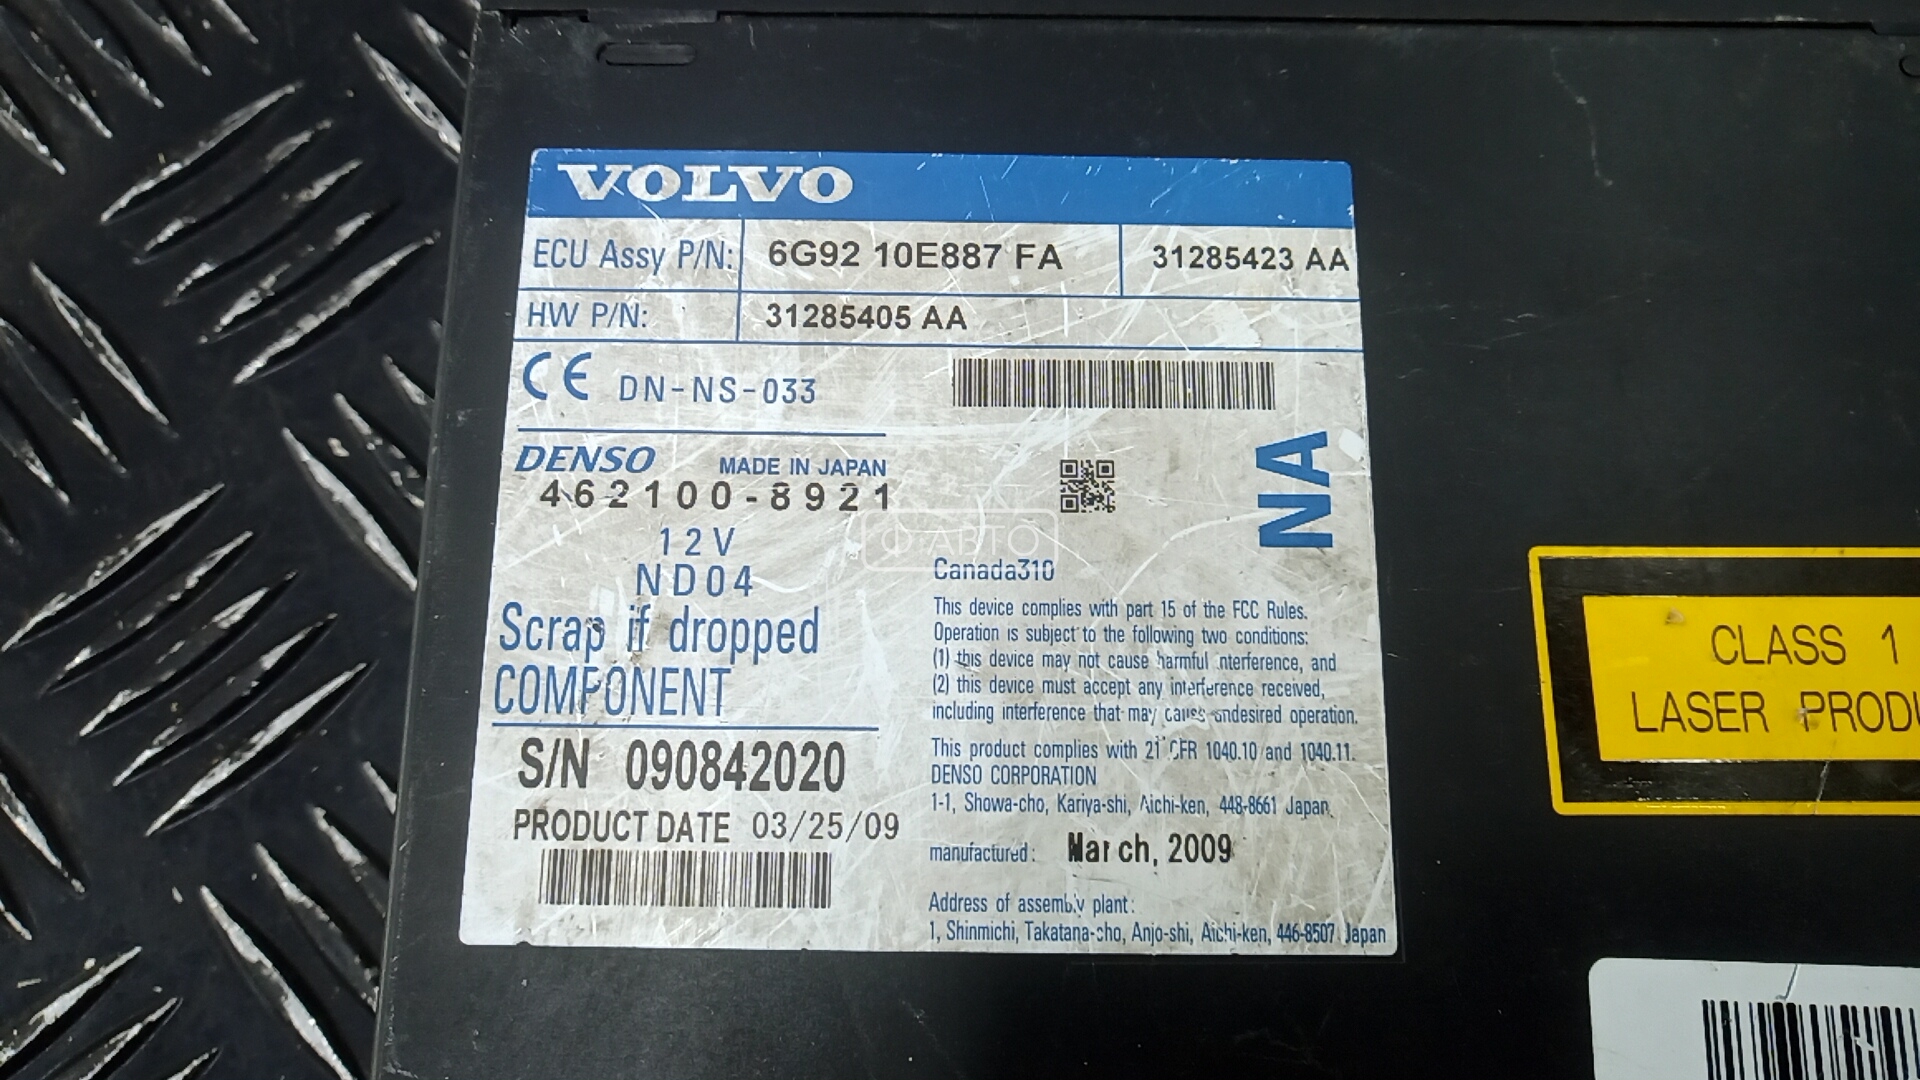 VOLVO
ECU Assy P/N: 6G92 10E887 FA 31285423 AA
HW P/N: 31285405 AA
CE DN-NS-033
DENSO MADE IN JAPAN
462100-8921
12V
ND04
Scrap if dropped
COMPONENT
S/N 090842020
PRODUCT DATE 03/25/09
NA
Ф-АВТО
Canada310
This device complies with part 15 of the FCC Rules.
Operation is subject to the following two conditions:
(1) this device may not cause harmful interference, and
(2) this device must accept any interference received,
including interference that may cause undesired operation.
This product complies with 21 CFR 1040.10 and 1040.11.
DENSO CORPORATION
1-1, Showa-cho, Kariya-shi, Aichi-ken, 448-8661 Japan.
manufactured: March, 2009
Address of assembly plant:
1, Shinmichi, Takatana-cho, Anjo-shi, Aichi-ken, 446-8507 Japan
CLASS 1
LASER PRODU